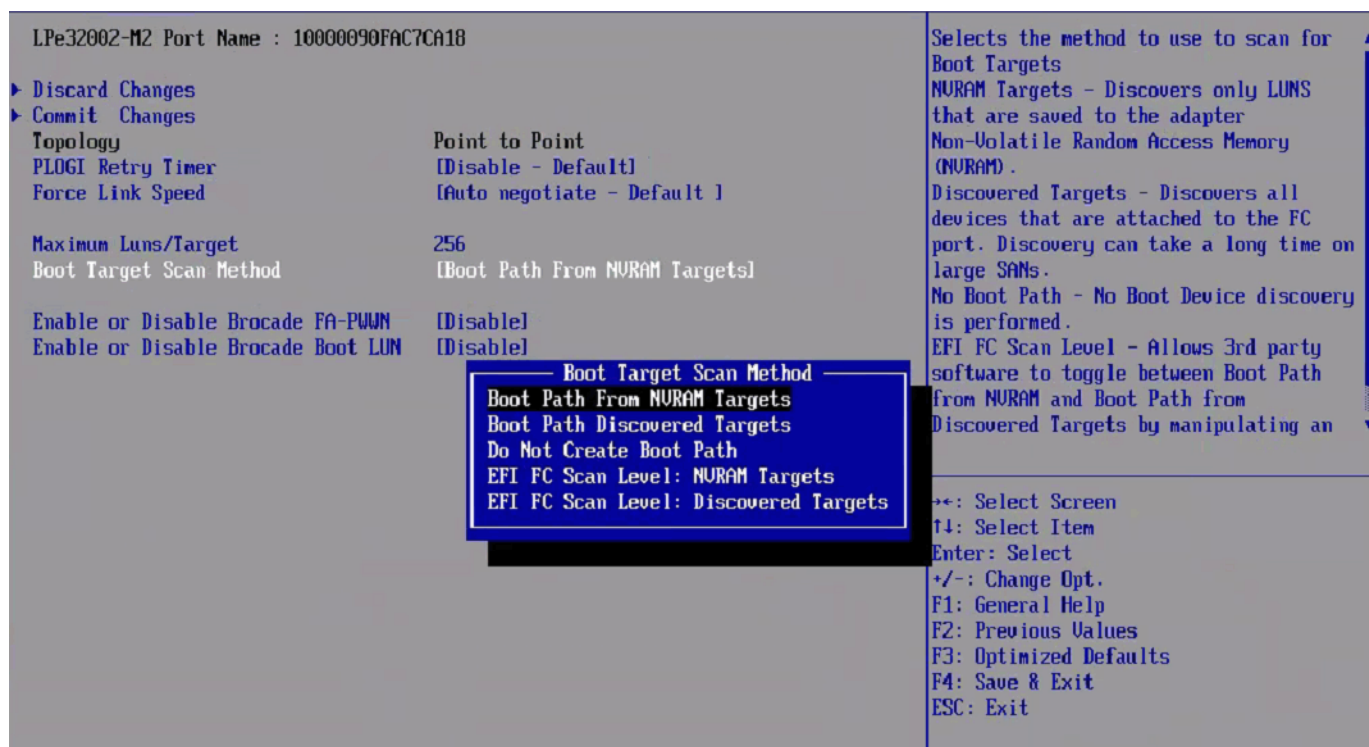 LPe32002-M2 Port Name : 10000090FAC7CA18
Discard Changes
Commit Changes
Topology Point to Point
PLOGI Retry Timer [Disable - Default]
Force Link Speed [Auto negotiate - Default ]
Maximum Luns/Target 256
Boot Target Scan Method [Boot Path From NVRAM Targets]
Enable or Disable Brocade FA-PWWN [Disable]
Enable or Disable Brocade Boot LUN [Disable]
Boot Target Scan Method
Boot Path From NVRAM Targets
Boot Path Discovered Targets
Do Not Create Boot Path
EFI FC Scan Level: NVRAM Targets
EFI FC Scan Level: Discovered Targets
Selects the method to use to scan for
Boot Targets
NVRAM Targets - Discovers only LUNS
that are saved to the adapter
Non-Volatile Random Access Memory
(NVRAM).
Discovered Targets - Discovers all
devices that are attached to the FC
port. Discovery can take a long time on
large SANs.
No Boot Path - No Boot Device discovery
is performed.
EFI FC Scan Level - Allows 3rd party
software to toggle between Boot Path
from NVRAM and Boot Path from
Discovered Targets by manipulating an
→←: Select Screen
↑↓: Select Item
Enter: Select
+/-: Change Opt.
F1: General Help
F2: Previous Values
F3: Optimized Defaults
F4: Save & Exit
ESC: Exit